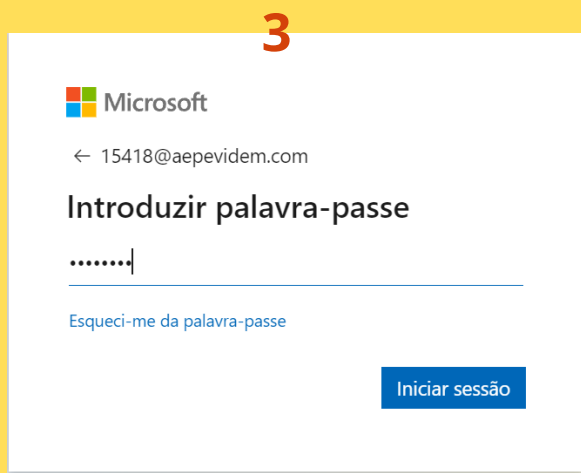 3
Microsoft
← 15418@aepevidem.com
Introduzir palavra-passe
••••••••
Esqueci-me da palavra-passe
Iniciar sessão